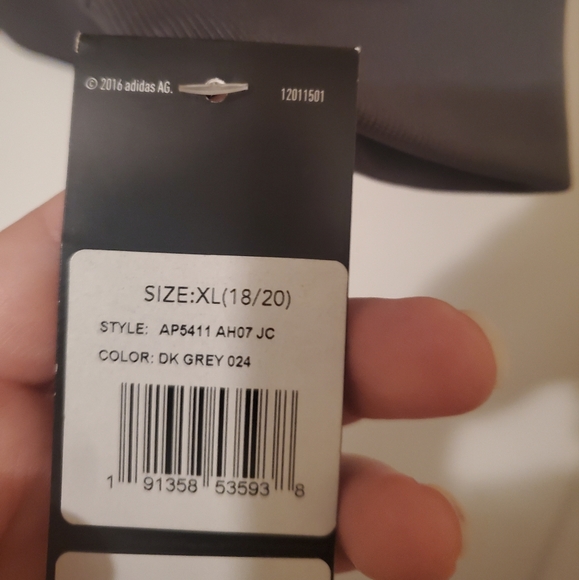 © 2016 adidas AG.
12011501
SIZE:XL(18/20)
STYLE: AP5411 AH07 JC
COLOR: DK GREY 024
1 91358 53593 8